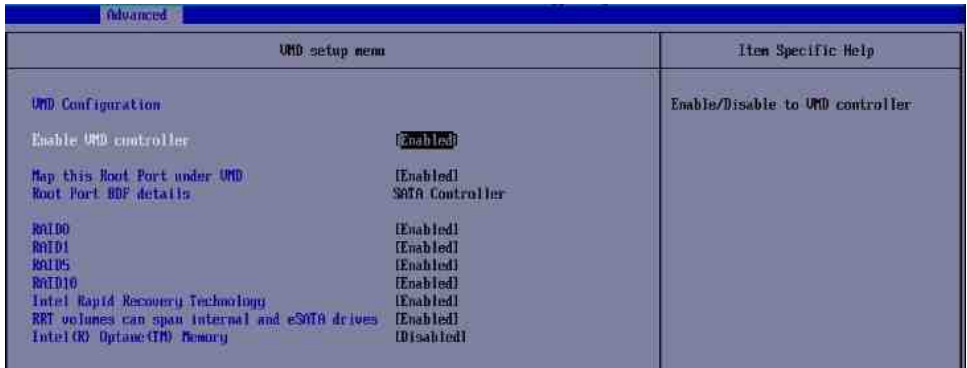 Advanced
VMD setup menu
Item Specific Help
VMD Configuration
Enable/Disable to VMD controller
Enable VMD controller [Enabled]
Map this Root Port under VMD [Enabled]
Root Port BDF details SATA Controller
RAID0 [Enabled]
RAID1 [Enabled]
RAID5 [Enabled]
RAID10 [Enabled]
Intel Rapid Recovery Technology [Enabled]
RRT volumes can span internal and eSATA drives [Enabled]
Intel(R) Optane(TM) Memory [Disabled]